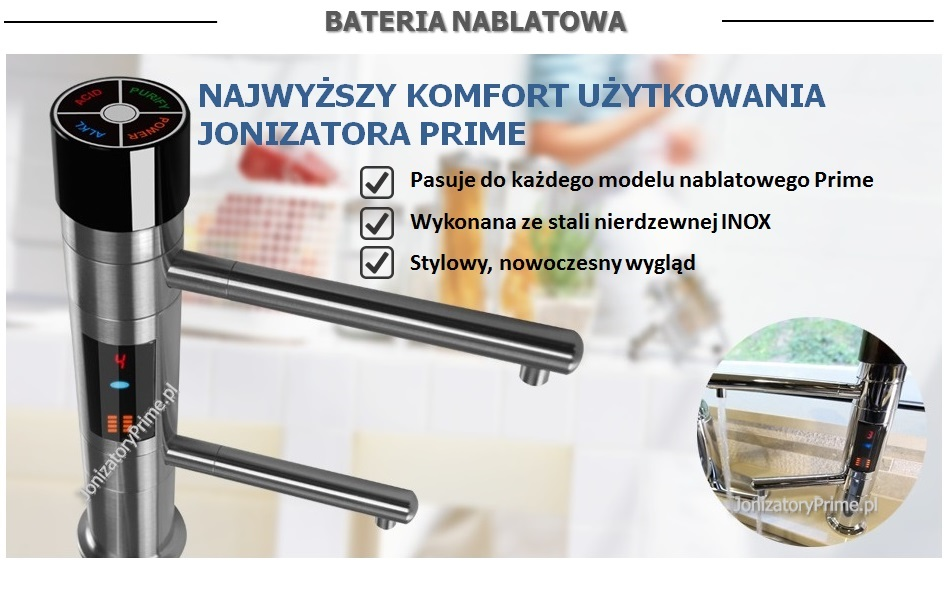 BATERIA NABLATOWA
NAJWYŻSZY KOMFORT UŻYTKOWANIA
JONIZATORA PRIME
Pasuje do każdego modelu nablatowego Prime
Wykonana ze stali nierdzewnej INOX
Stylowy, nowoczesny wygląd
ACID
PURIFY
ALKL
POWER
4
JonizatoryPrime.pl
3
JonizatoryPrime.pl